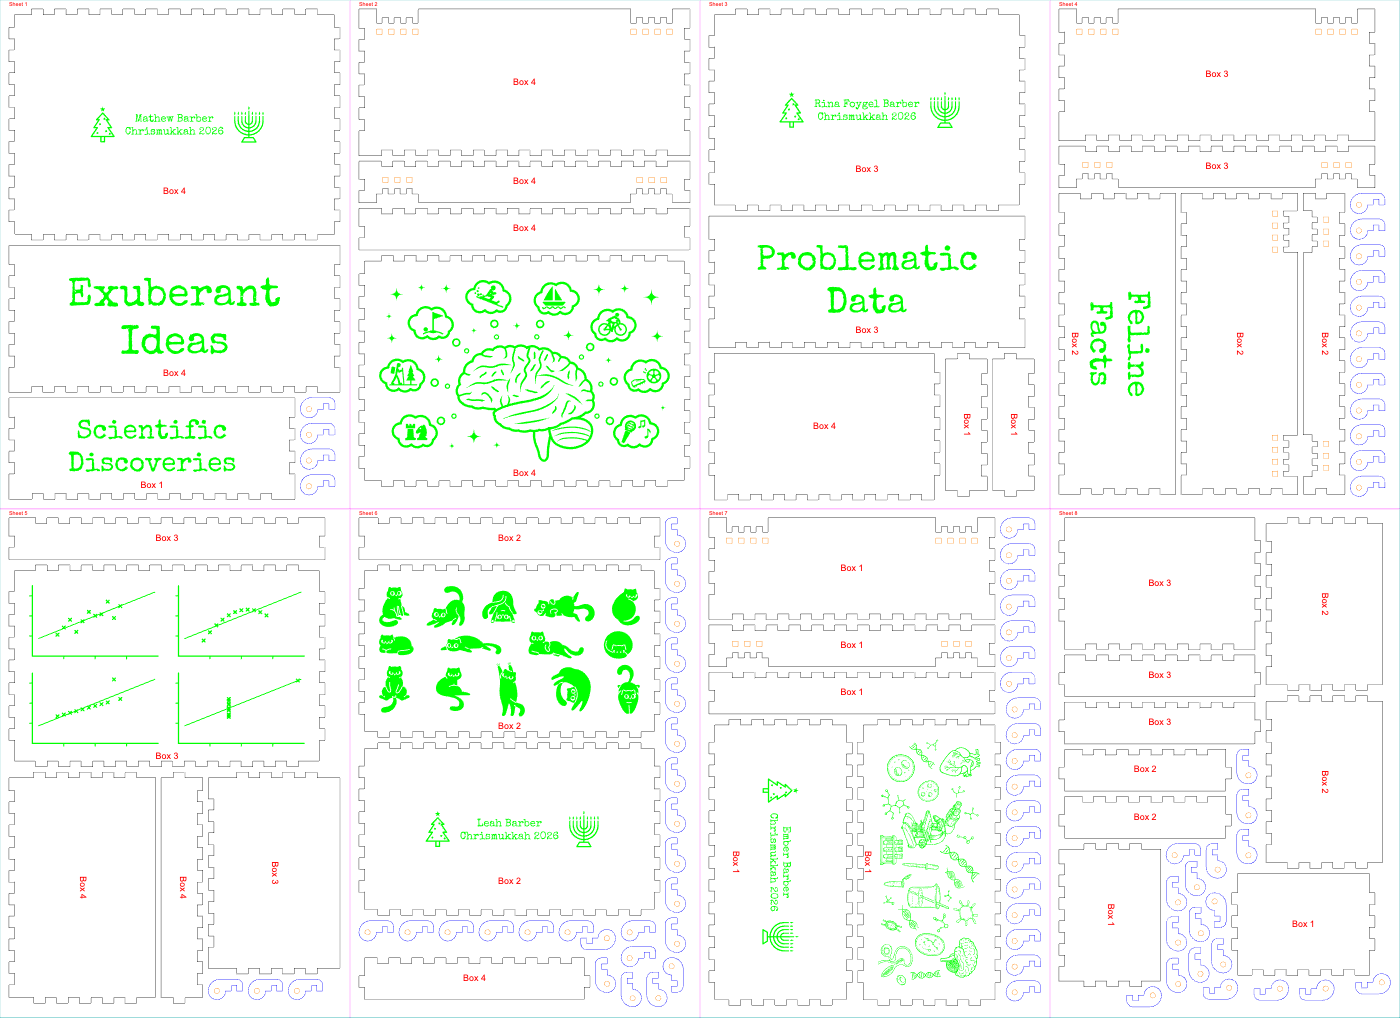 Sheet 1
Mathew Barber
Chrismukkah 2026
Box 4
Exuberant
Ideas
Box 4
Scientific
Discoveries
Box 1
Sheet 2
Box 4
Box 4
Box 4
Box 4
Sheet 3
Rina Foygel Barber
Chrismukkah 2026
Box 3
Problematic
Data
Box 3
Box 4
Box 1
Box 1
Sheet 4
Box 3
Box 3
Feline
Facts
Box 2
Box 2
Box 2
Sheet 5
Box 3
Box 3
Box 4
Box 4
Box 3
Sheet 6
Box 2
Box 2
Leah Barber
Chrismukkah 2026
Box 2
Box 4
Sheet 7
Box 1
Box 1
Box 1
Ember Barber
Chrismukkah 2026
Box 1
Box 1
Sheet 8
Box 3
Box 2
Box 3
Box 3
Box 2
Box 2
Box 2
Box 1
Box 1